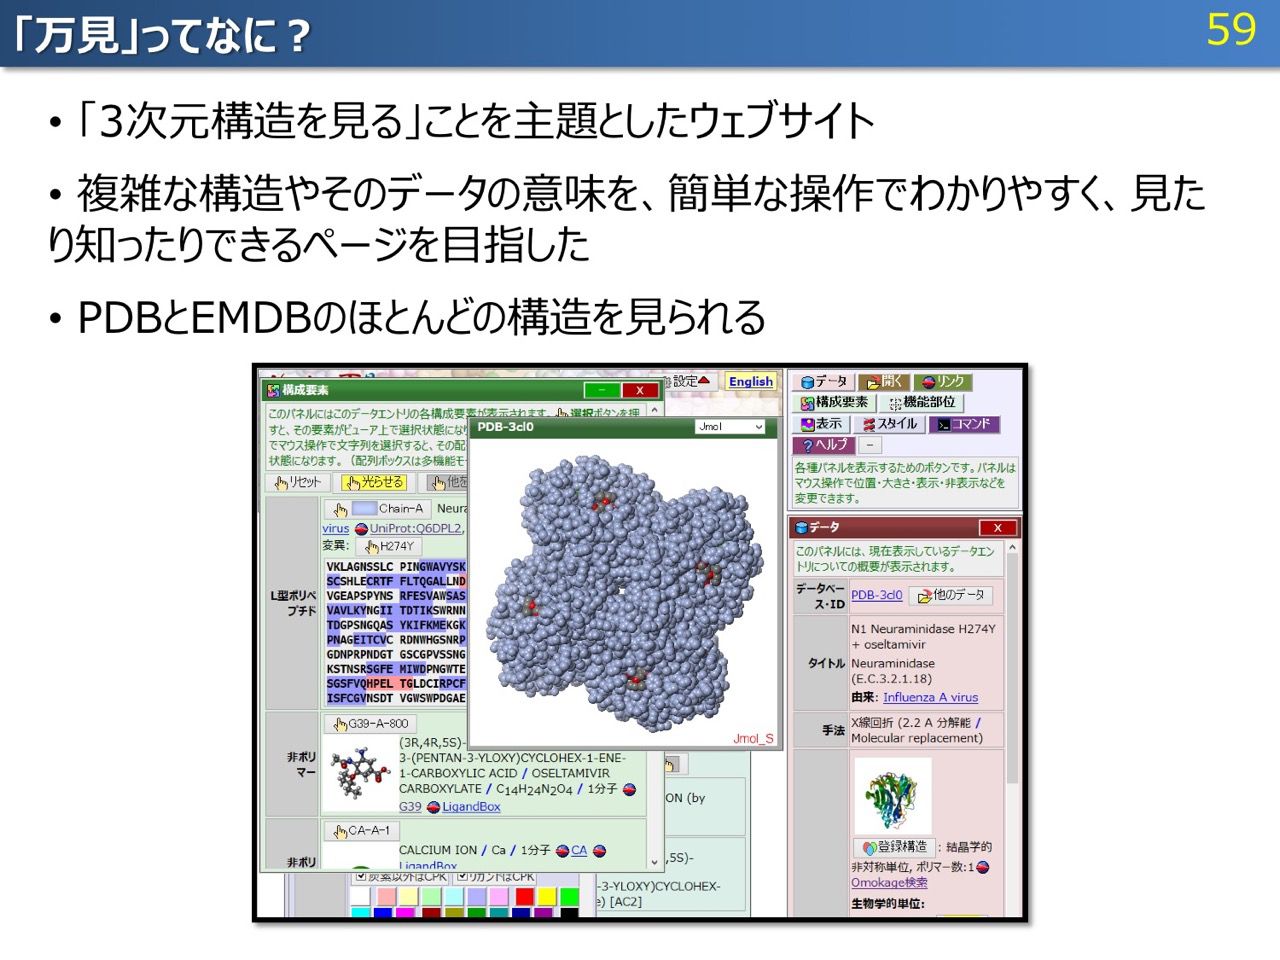 「万見」ってなに？
59
• 「3次元構造を見る」ことを主題としたウェブサイト
• 複雑な構造やそのデータの意味を、簡単な操作でわかりやすく、見た
り知ったりできるページを目指した
• PDBとEMDBのほとんどの構造を見られる
構成要素
− X
このパネルにはこのデータエントリの各構成要素が表示されます。 選択ボタンを押
すと、その要素がビューア上で選択状態にな
でマウス操作で文字列を選択すると、その配
状態になります。（配列ボックスは多機能モー
リセット 光らせる 他を
Chain-A Neura
virus UniProt:Q6DPL2,
変異: H274Y
L型ポリペ
プチド
VKLAGNSSLC PINGWAVYSK
SCSHLECRTF FLTQGALLND
VGEAPSPYNS RFESVAWSAS
VAVLKYNGII TDTIKSWRNN
TDGPSNGQAS YKIFKMEKGK
PNAGEITCVC RDNWHGSNRP
GDNPRPNDGT GSCGPVSSNG
KSTNSRSGFE MIWDPNGWTE
SGSFVQHPEL TGLDCIRPCF
ISFCGVNSDT VGWSWPDGAE
非ポリ
マー
G39-A-800
(3R,4R,5S)-
3-(PENTAN-3-YLOXY)CYCLOHEX-1-ENE-
1-CARBOXYLIC ACID / OSELTAMIVIR
CARBOXYLATE / C14H24N2O4 / 1分子
G39 LigandBox
非ポリ
CA-A-1
CALCIUM ION / Ca / 1分子 CA
LigandBox
炭素以外はCPK リガンドはCPK
PDB-3cl0
Jmol
Jmol_S
設定
English
ION (by
,5S)-
-3-YLOXY)CYCLOHEX-
e) [AC2]
データ 開く リンク
構成要素 機能部位
表示 スタイル コマンド
ヘルプ −
各種パネルを表示するためのボタンです。パネルは
マウス操作で位置・大きさ・表示・非表示などを
変更できます。
データ
X
このパネルには、現在表示しているデータエン
トリについての概要が表示されます。
データベー
ス・ID
PDB-3cl0 他のデータ
タイトル
N1 Neuraminidase H274Y
+ oseltamivir
Neuraminidase
(E.C.3.2.1.18)
由来: Influenza A virus
手法
X線回折 (2.2 A 分解能 /
Molecular replacement)
登録構造 : 結晶学的
非対称単位, ポリマー数:1
Omokage検索
生物学的単位: